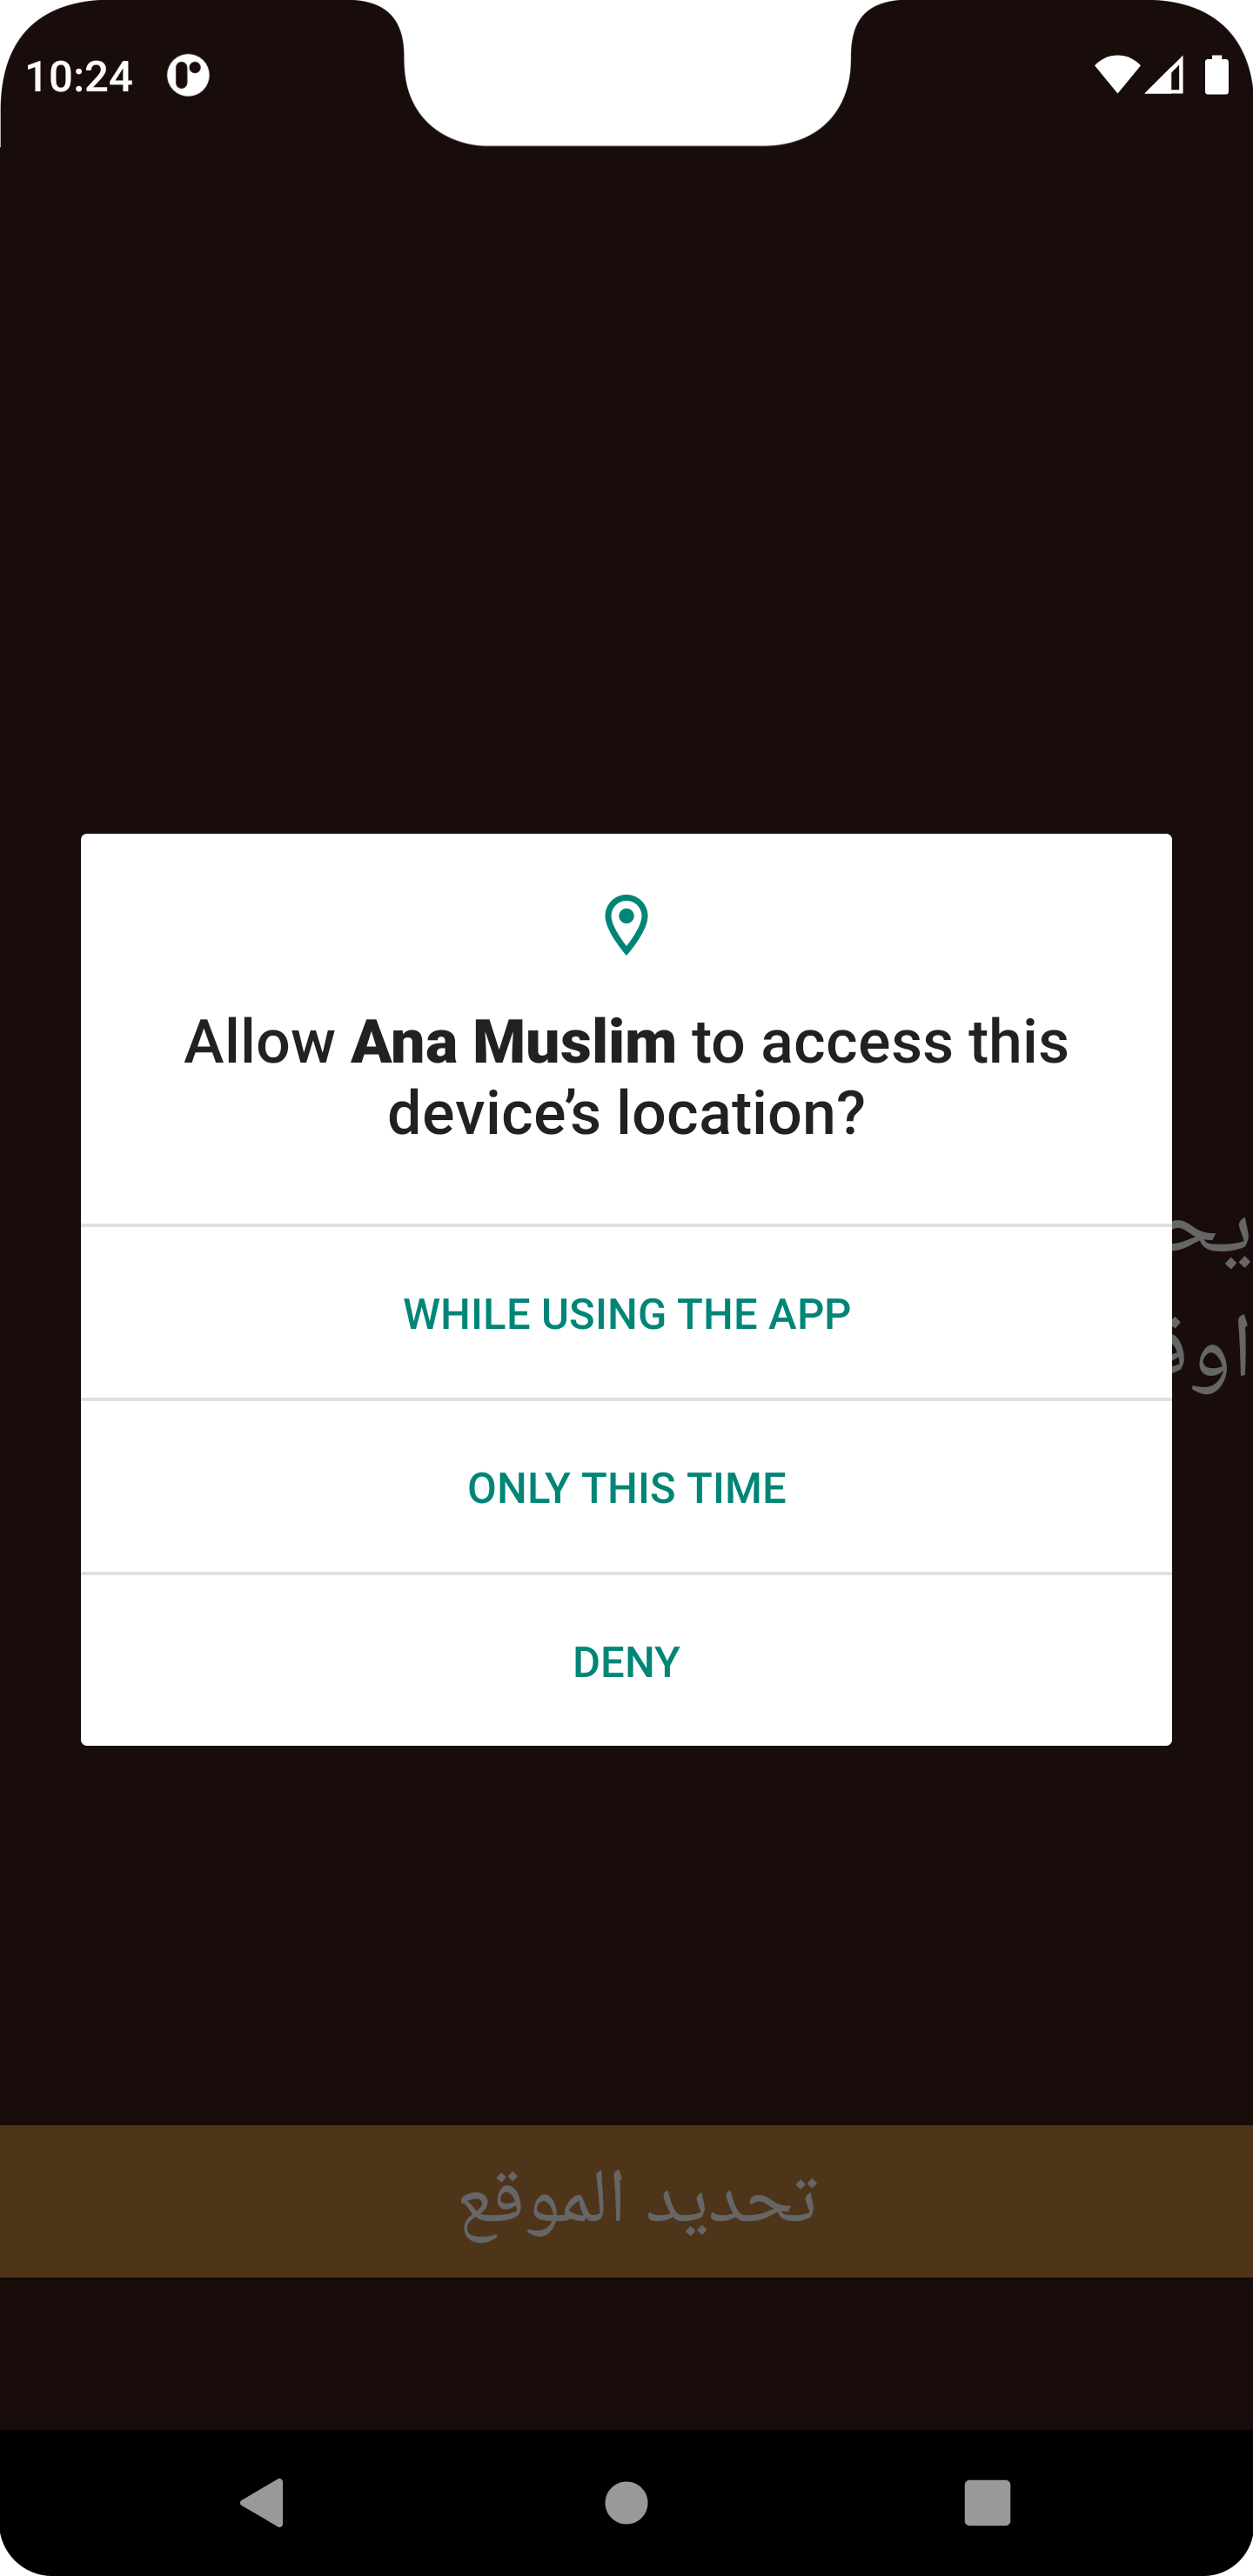 10:24
Allow Ana Muslim to access this
device’s location?
WHILE USING THE APP
ONLY THIS TIME
DENY
تحديد الموقع